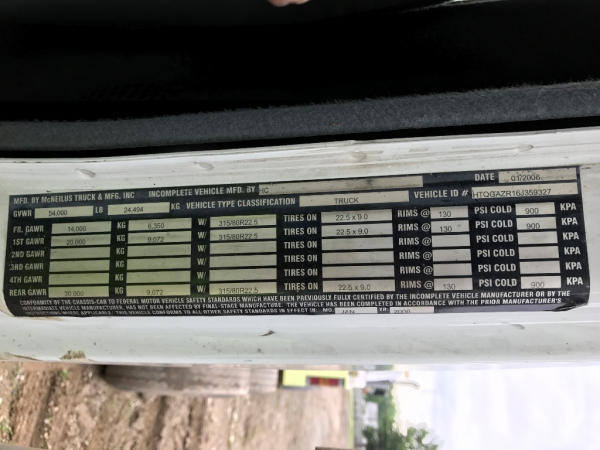 MFD. BY McNEILUS TRUCK & MFG, INC INCOMPLETE VEHICLE MFD. BY HC DATE 01/2006
GVWR 54,000 LB 24,494 KG VEHICLE TYPE CLASSIFICATION TRUCK VEHICLE ID # HTQGAZR16J359327
F/L GAWR 14,000 KG 6,350 W/ 315/80R22.5 TIRES ON 22.5 x 9.0 RIMS @ 130 PSI COLD 900 KPA
1ST GAWR 20,000 KG 9,072 W/ 315/80R22.5 TIRES ON 22.5 x 9.0 RIMS @ 130 PSI COLD 900 KPA
2ND GAWR KG W/ TIRES ON RIMS @ PSI COLD KPA
3RD GAWR KG W/ TIRES ON RIMS @ PSI COLD KPA
4TH GAWR KG W/ TIRES ON RIMS @ PSI COLD KPA
REAR GAWR 20,000 KG 9,072 W/ 315/80R22.5 TIRES ON 22.5 x 9.0 RIMS @ 130 PSI COLD 900 KPA
CONFORMITY OF THE CHASSIS-CAB TO FEDERAL MOTOR VEHICLE SAFETY STANDARDS WHICH HAVE BEEN PREVIOUSLY FULLY CERTIFIED BY THE INCOMPLETE VEHICLE MANUFACTURER OR BY THE
INTERMEDIATE VEHICLE MANUFACTURER, HAS NOT BEEN AFFECTED BY FINAL-STAGE MANUFACTURER. THE VEHICLE HAS BEEN COMPLETED IN ACCORDANCE WITH THE PRIOR MANUFACTURER'S
INSTRUCTIONS WHERE APPLICABLE. THIS VEHICLE CONFORMS TO ALL OTHER SAFETY STANDARDS IN EFFECT IN: MO. JAN YR. 2006